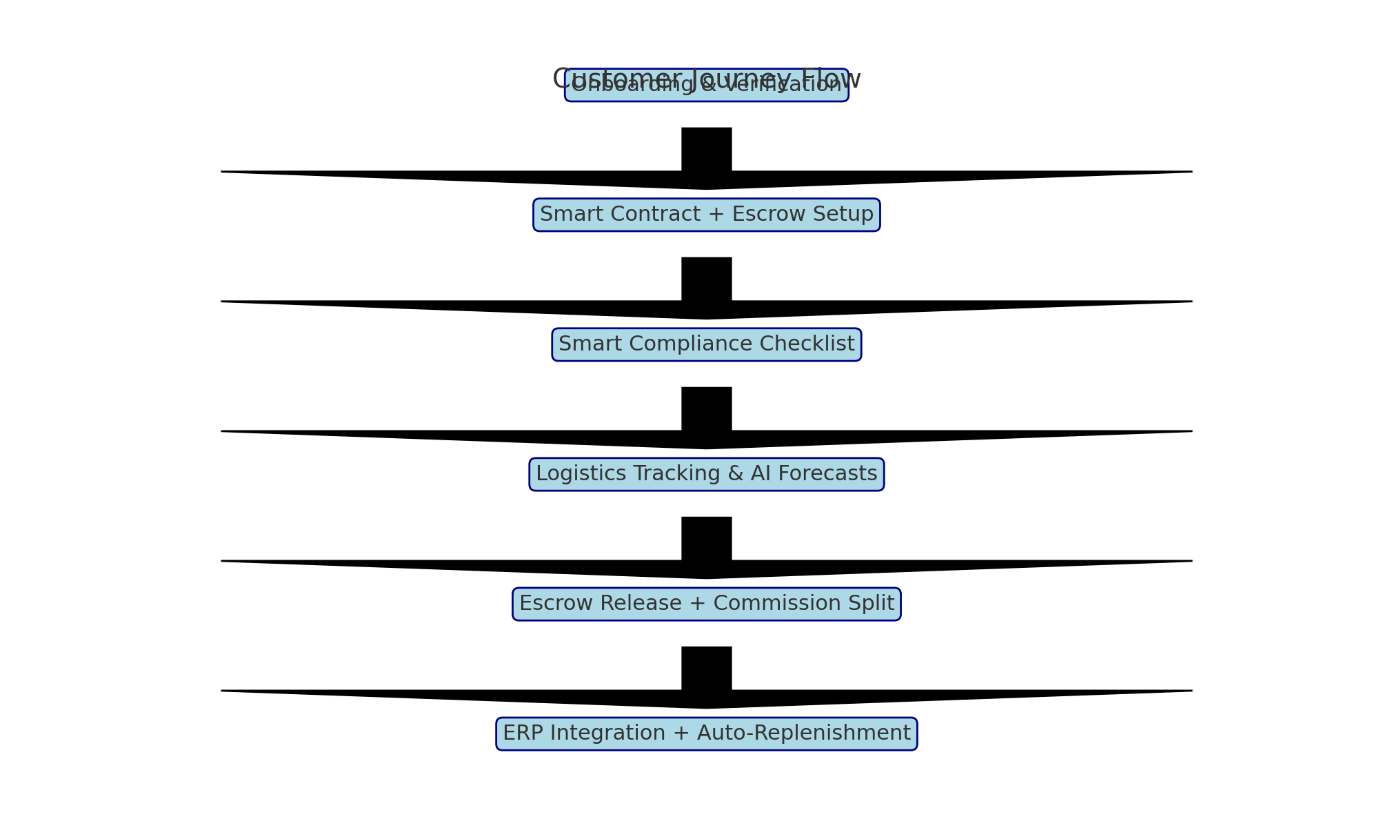 Customer Journey Flow
Onboarding & Verification
Smart Contract + Escrow Setup
Smart Compliance Checklist
Logistics Tracking & AI Forecasts
Escrow Release + Commission Split
ERP Integration + Auto-Replenishment